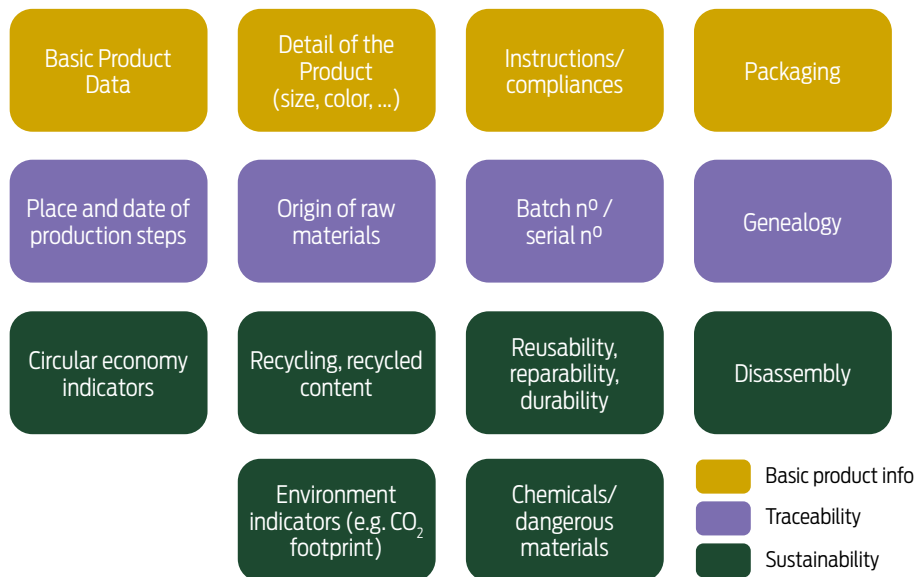 Basic Product
Data
Detail of the
Product
(size, color, ...)
Instructions/
compliances
Packaging
Place and date of
production steps
Origin of raw
materials
Batch nº /
serial nº
Genealogy
Circular economy
indicators
Recycling, recycled
content
Reusability,
reparability,
durability
Disassembly
Environment
indicators (e.g. CO₂
footprint)
Chemicals/
dangerous
materials
Basic product info
Traceability
Sustainability